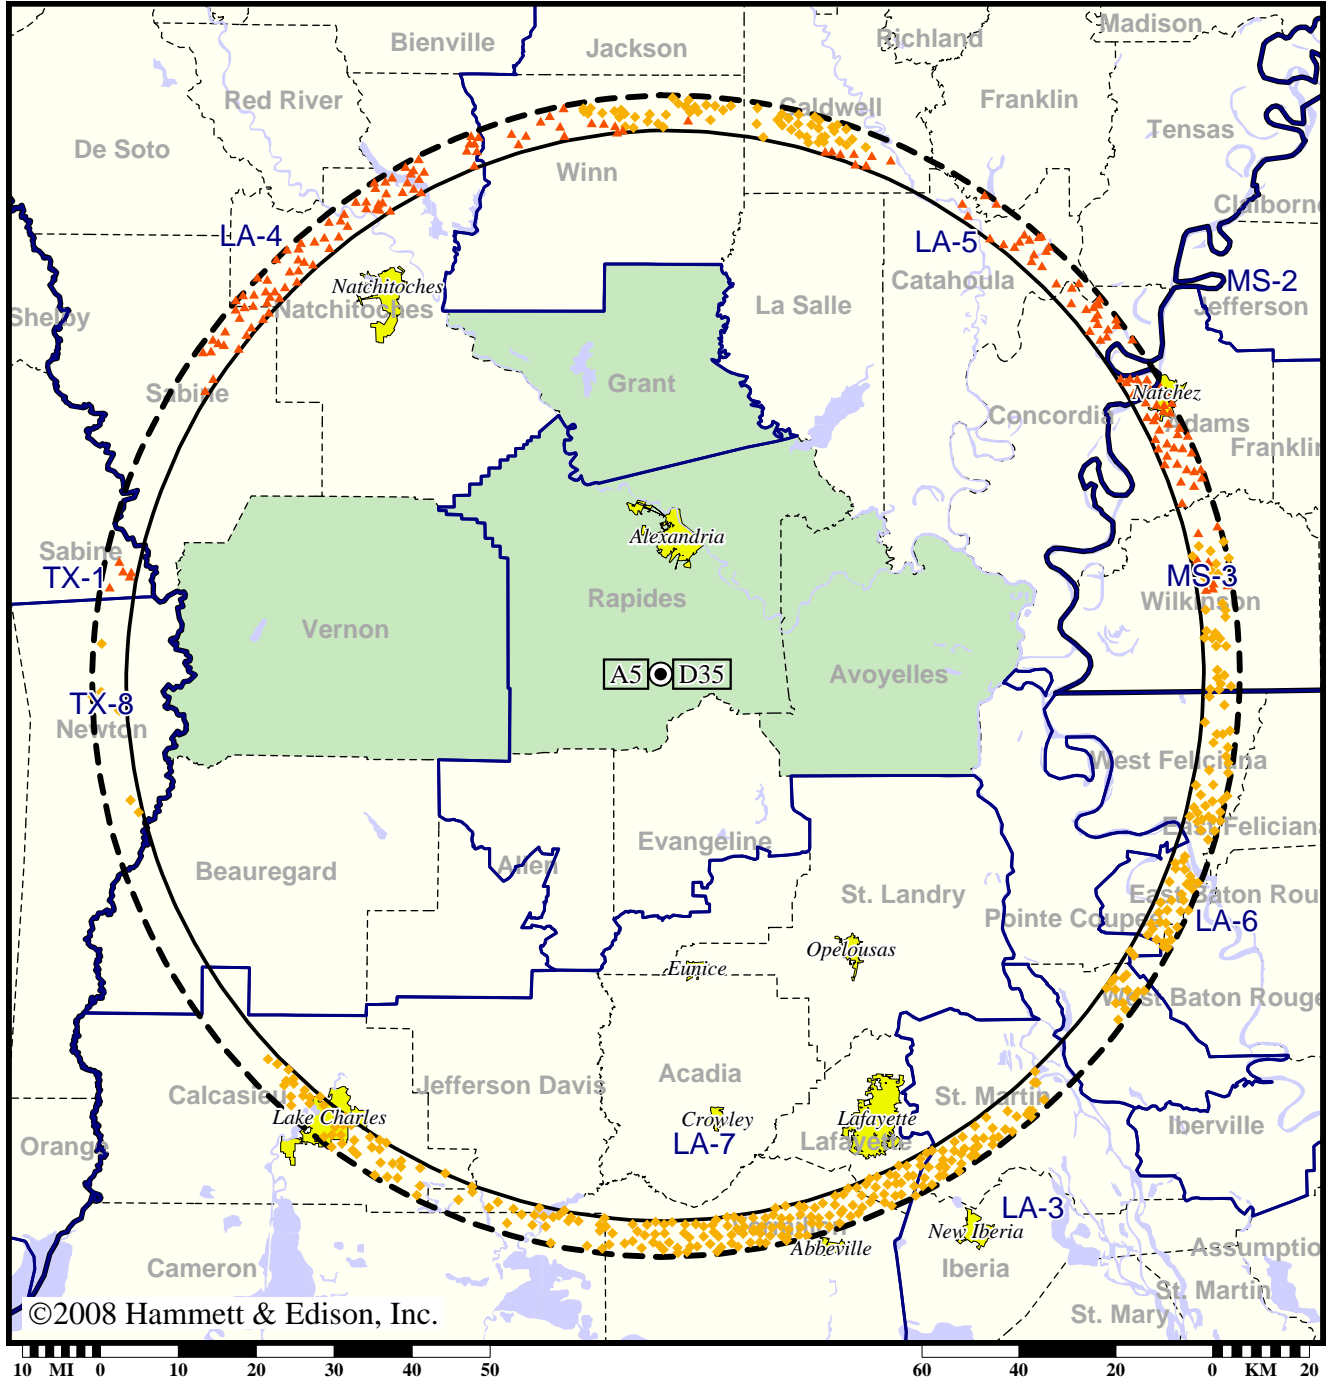 Madison
Bienville
Jackson
Richland
Red River
Caldwell
Franklin
Tensas
De Soto
Winn
Claiborne
LA-4
LA-5
MS-2
Natchitoches
Catahoula
La Salle
Jefferson
Natchitoches
Shelby
Grant
Sabine
Natchez
Concordia
Adams
Franklin
Alexandria
Sabine
TX-1
MS-3
Rapides
Wilkinson
Vernon
A5 D35
Avoyelles
TX-8
Newton
West Feliciana
East Feliciana
Evangeline
Allen
Beauregard
St. Landry
East Baton Rou
Pointe Coupee
LA-6
Opelousas
Eunice
West Baton Rouge
Acadia
Jefferson Davis
Calcasieu
St. Martin
Lake Charles
Crowley
Lafayette
Iberville
LA-7
Lafayette
Orange
LA-3
New Iberia
Abbeville
Assumptio
Cameron
Iberia
St. Martin
St. Mary
©2008 Hammett & Edison, Inc.
10 MI 0 10 20 30 40 50 60 40 20 0 KM 20